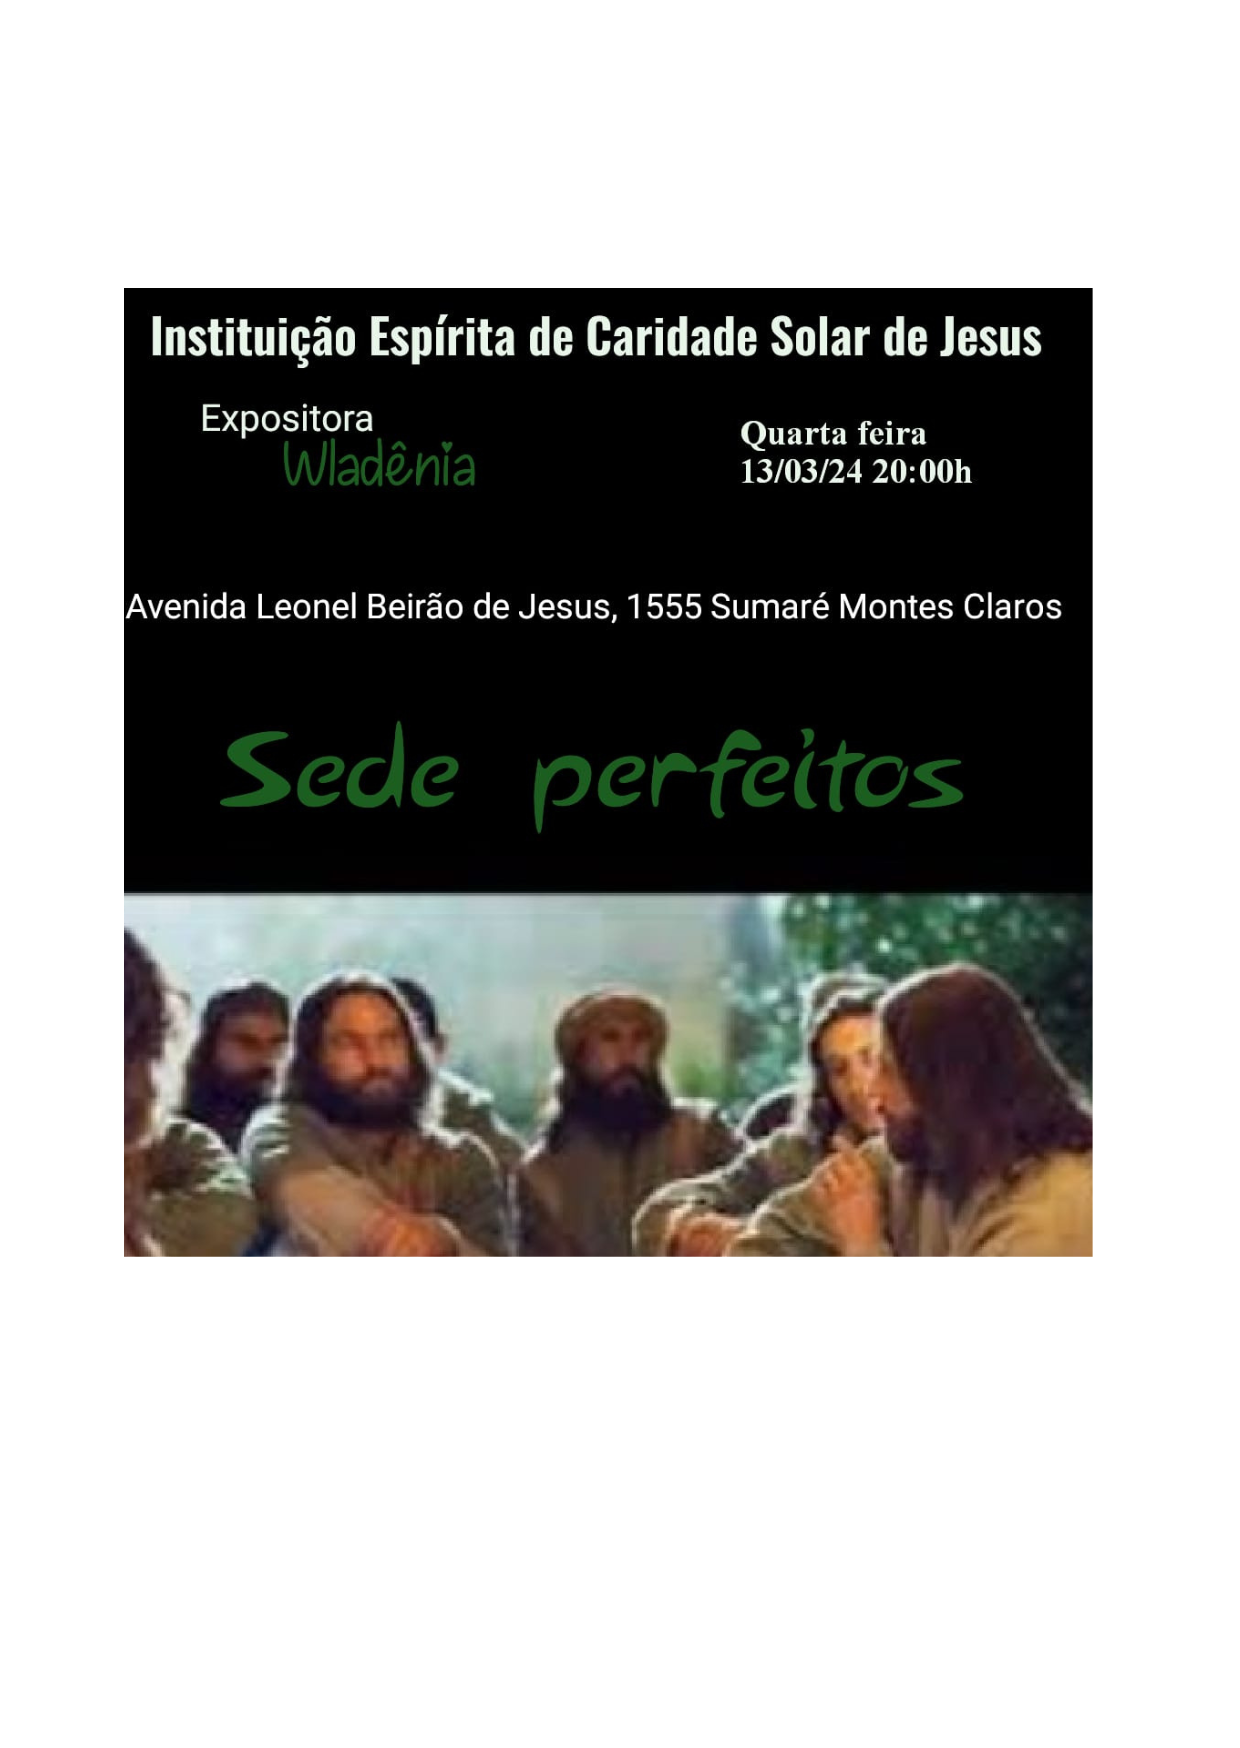 Instituição Espírita de Caridade Solar de Jesus
Expositora
Wladênia
Quarta feira
13/03/24 20:00h
Avenida Leonel Beirão de Jesus, 1555 Sumaré Montes Claros
Sede perfeitos